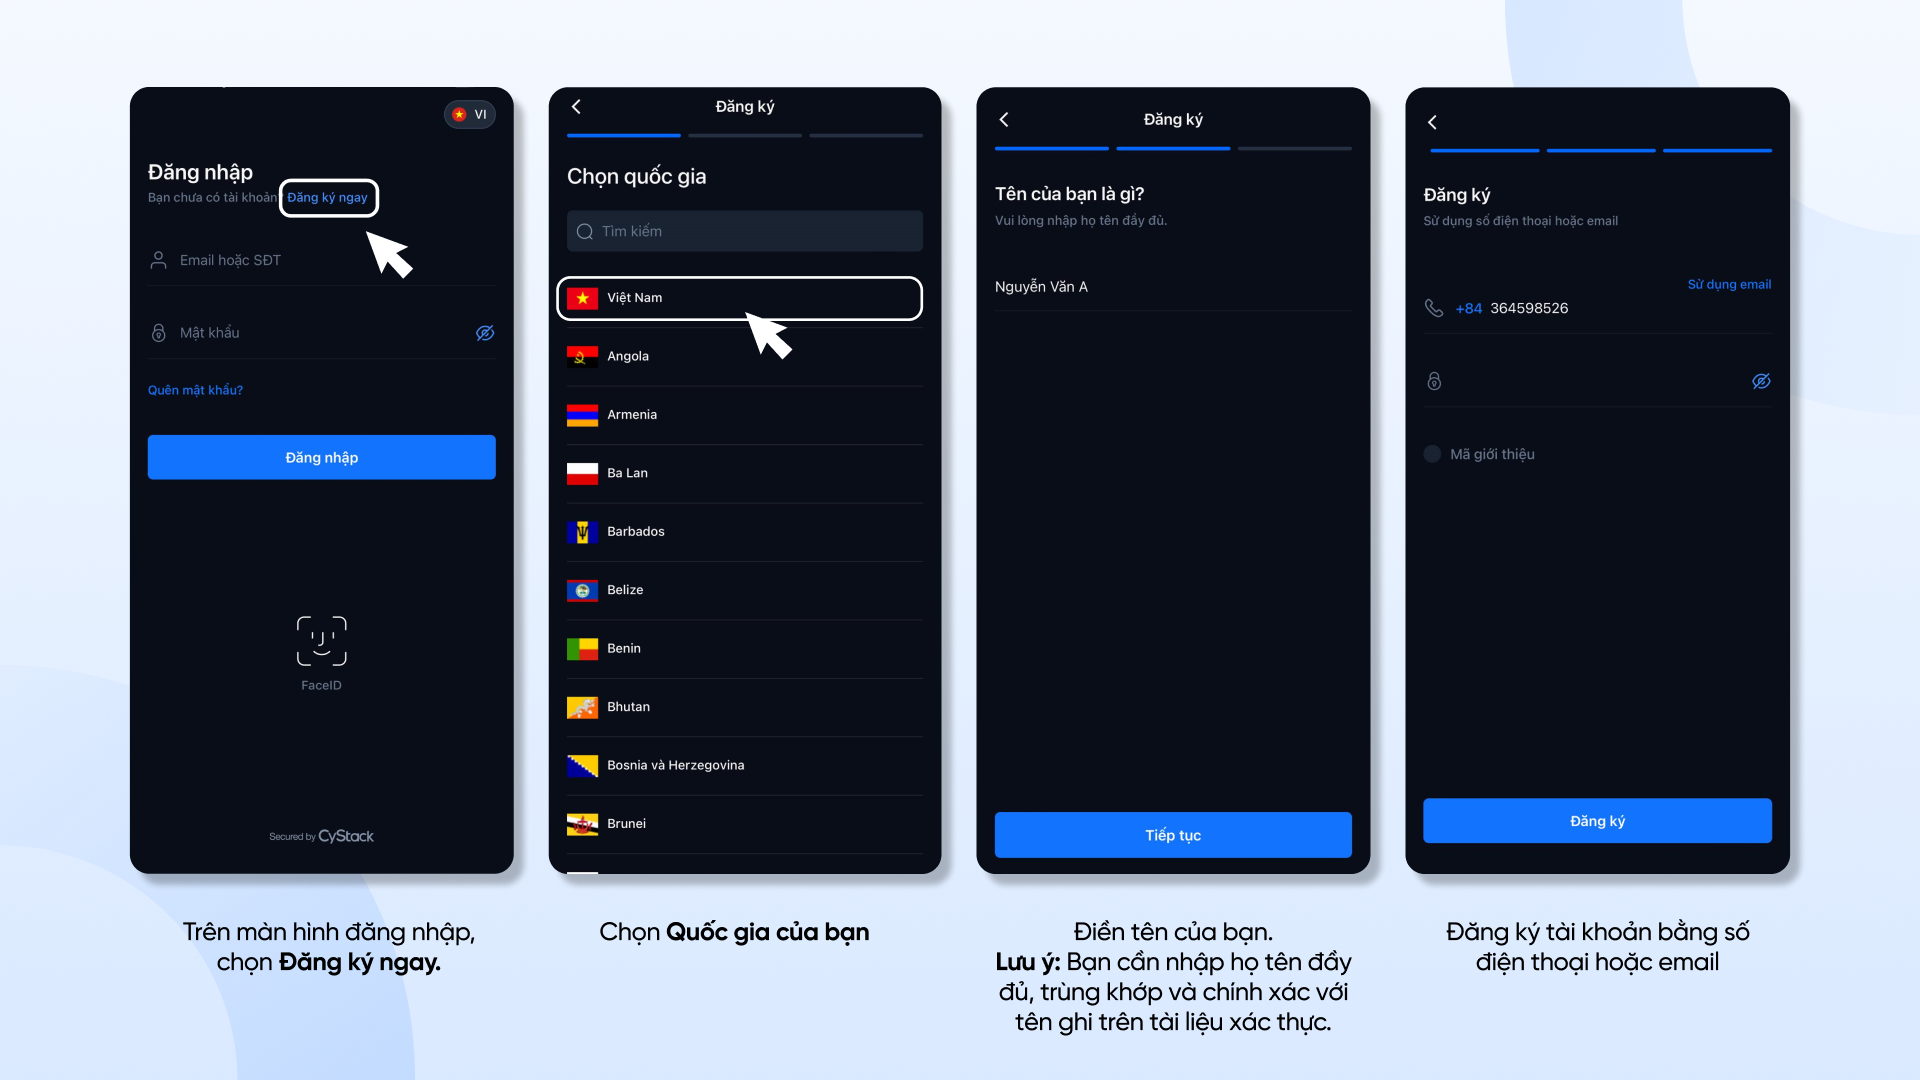 VI
Đăng nhập
Bạn chưa có tài khoản? Đăng ký ngay
Email hoặc SĐT
Mật khẩu
Quên mật khẩu?
Đăng nhập
FaceID
Secured by CyStack
Trên màn hình đăng nhập,
chọn Đăng ký ngay.
Đăng ký
Chọn quốc gia
Tìm kiếm
Việt Nam
Angola
Armenia
Ba Lan
Barbados
Belize
Benin
Bhutan
Bosnia và Herzegovina
Brunei
Chọn Quốc gia của bạn
Đăng ký
Tên của bạn là gì?
Vui lòng nhập họ tên đầy đủ.
Nguyễn Văn A
Tiếp tục
Điền tên của bạn.
Lưu ý: Bạn cần nhập họ tên đầy
đủ, trùng khớp và chính xác với
tên ghi trên tài liệu xác thực.
Đăng ký
Sử dụng số điện thoại hoặc email
Sử dụng email
+84 364598526
Mã giới thiệu
Đăng ký
Đăng ký tài khoản bằng số
điện thoại hoặc email